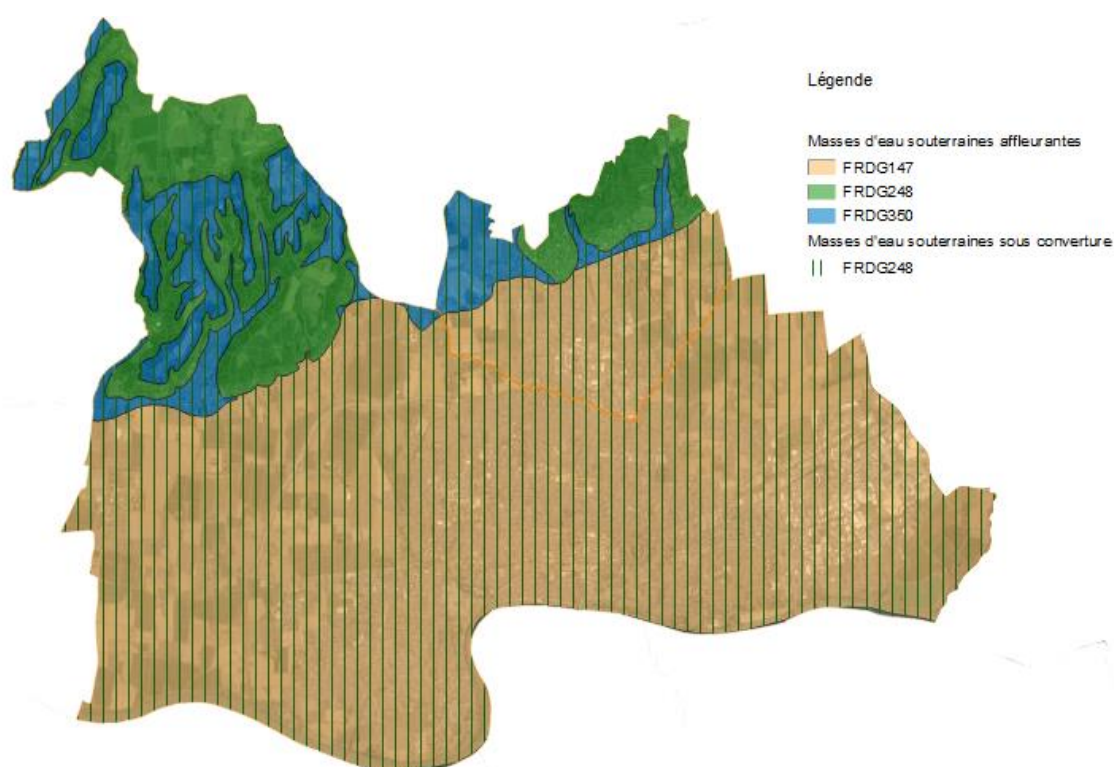 Légende
Masses d'eau souterraines affleurantes
FRDG147
FRDG248
FRDG350
Masses d'eau souterraines sous converture
FRDG248